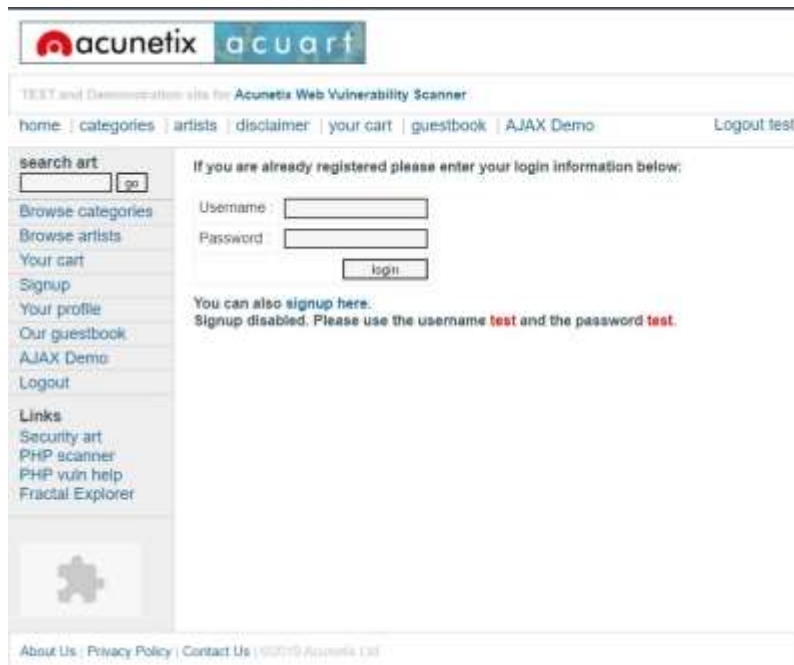 acunetix acuart
TEST and Demonstration site for Acunetix Web Vulnerability Scanner
home | categories | artists | disclaimer | your cart | guestbook | AJAX Demo Logout test
search art
go
Browse categories
Browse artists
Your cart
Signup
Your profile
Our guestbook
AJAX Demo
Logout
Links
Security art
PHP scanner
PHP vuln help
Fractal Explorer
If you are already registered please enter your login information below:
Username :
Password :
login
You can also signup here.
Signup disabled. Please use the username test and the password test.
About Us | Privacy Policy | Contact Us | ©2019 Acunetix Ltd